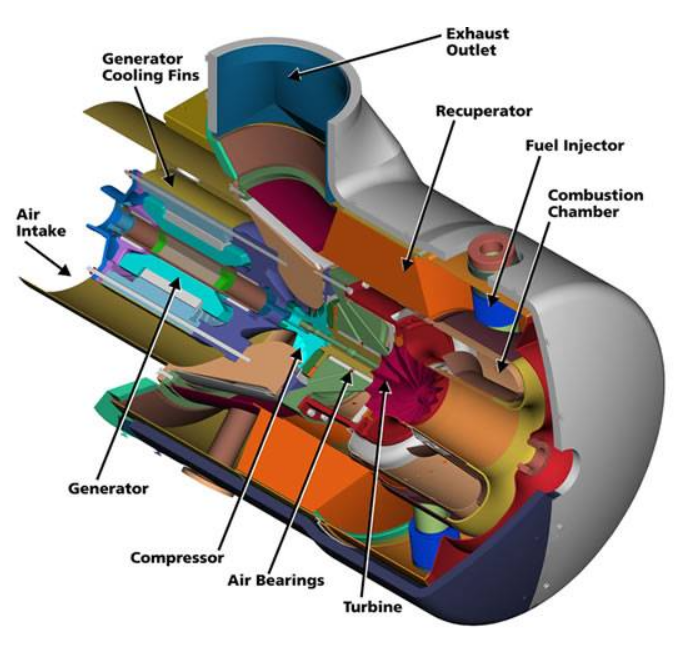 Exhaust
Outlet
Generator
Cooling Fins
Recuperator
Fuel Injector
Combustion
Chamber
Air
Intake
Generator
Compressor
Air Bearings
Turbine